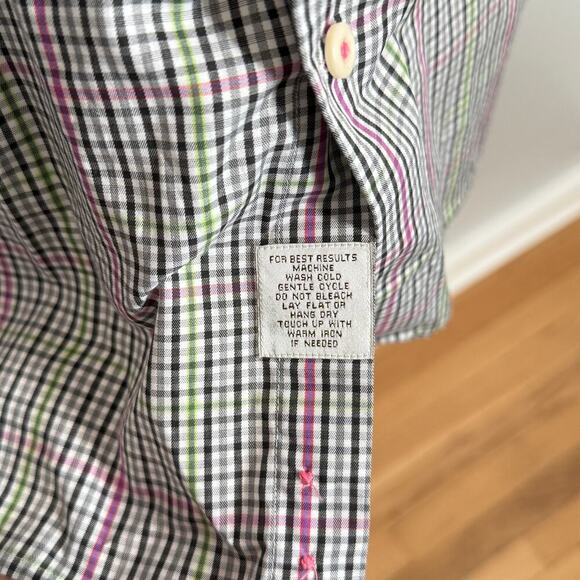 FOR BEST RESULTS
MACHINE
WASH COLD
GENTLE CYCLE
DO NOT BLEACH
LAY FLAT OR
HANG DRY
TOUCH UP WITH
WARM IRON
IF NEEDED